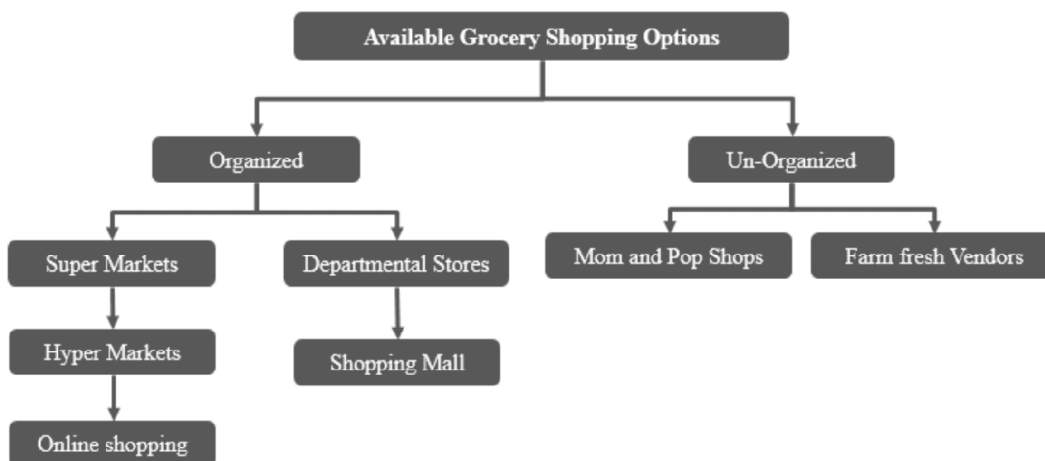 Available Grocery Shopping Options
Organized
Un-Organized
Super Markets
Departmental Stores
Mom and Pop Shops
Farm fresh Vendors
Hyper Markets
Shopping Mall
Online shopping